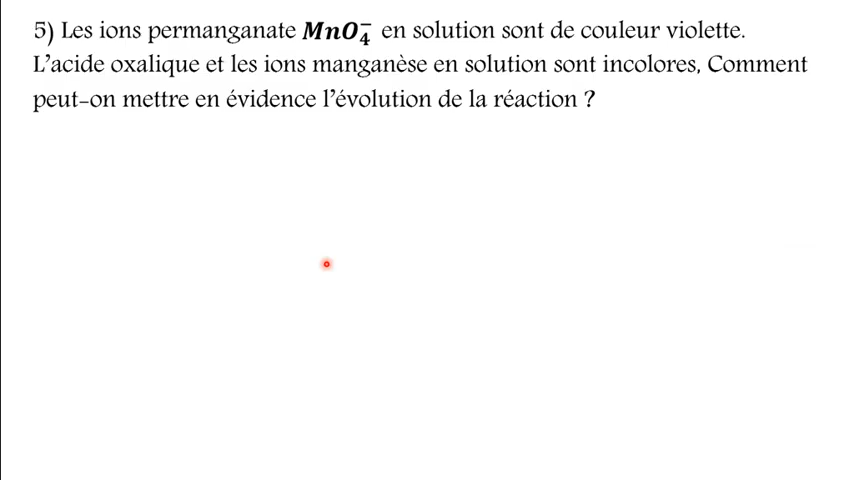 5) Les ions permanganate MnO₄⁻ en solution sont de couleur violette.
L'acide oxalique et les ions manganèse en solution sont incolores, Comment
peut-on mettre en évidence l'évolution de la réaction ?